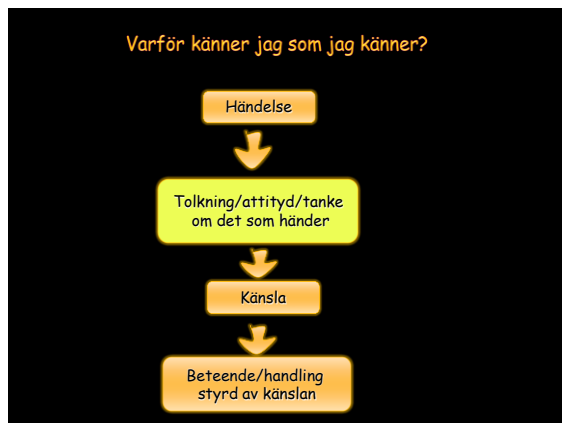 Varför känner jag som jag känner?
Händelse
Tolkning/attityd/tanke
om det som händer
Känsla
Beteende/handling
styrd av känslan